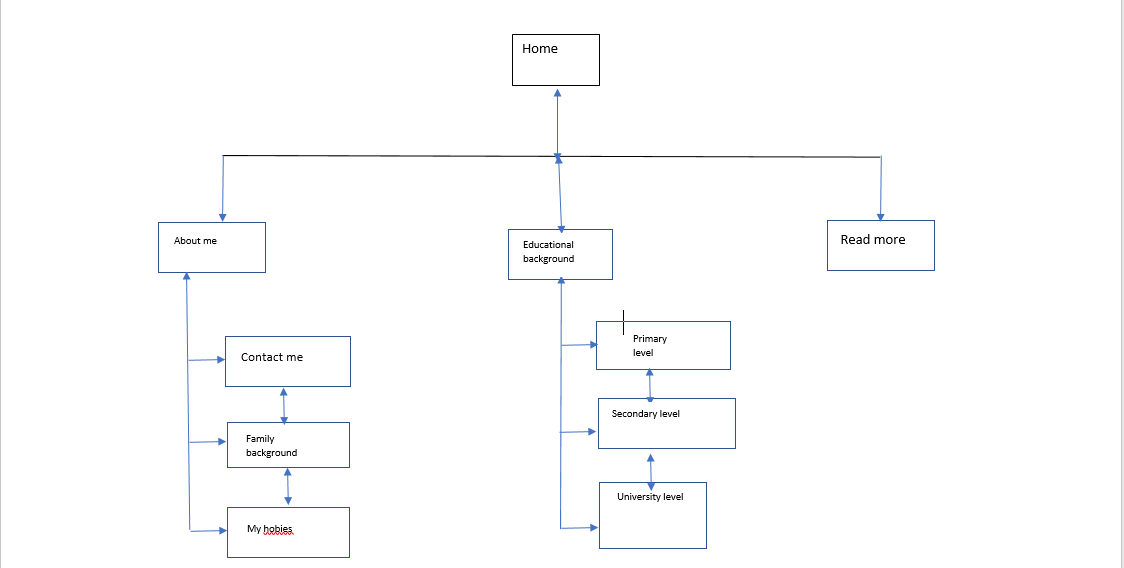 Home
About me
Educational
background
Read more
Contact me
Family
background
My hobies
Primary
level
Secondary level
University level